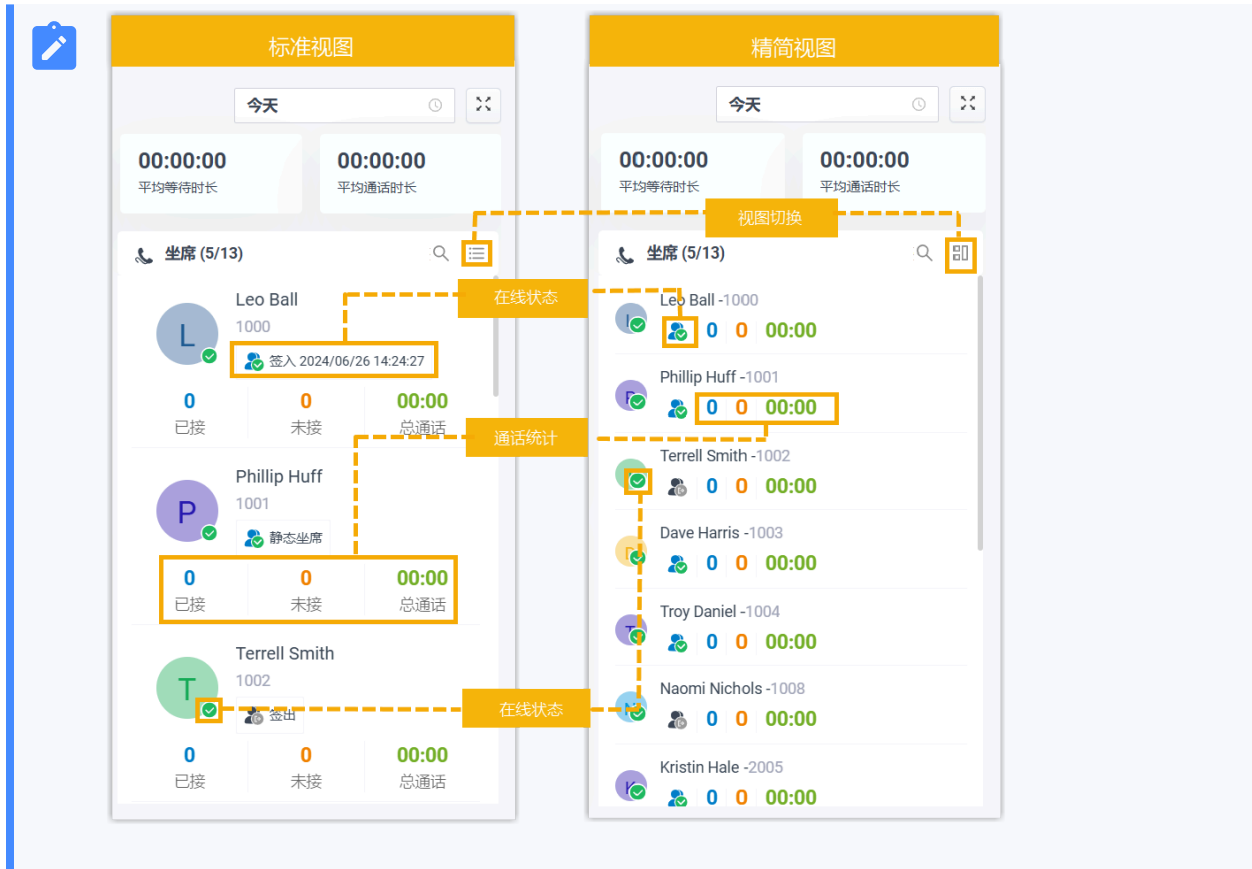 标准视图
今天
00:00:00
平均等待时长
00:00:00
平均通话时长
坐席 (5/13)
L
Leo Ball
1000
签入 2024/06/26 14:24:27
0
已接
0
未接
00:00
总通话
P
Phillip Huff
1001
静态坐席
0
已接
0
未接
00:00
总通话
T
Terrell Smith
1002
签出
0
已接
0
未接
00:00
总通话
视图切换
在线状态
通话统计
在线状态
精简视图
今天
00:00:00
平均等待时长
00:00:00
平均通话时长
坐席 (5/13)
Leo Ball -1000
0 0 00:00
Phillip Huff -1001
0 0 00:00
Terrell Smith -1002
0 0 00:00
Dave Harris -1003
0 0 00:00
Troy Daniel -1004
0 0 00:00
Naomi Nichols -1008
0 0 00:00
Kristin Hale -2005
0 0 00:00